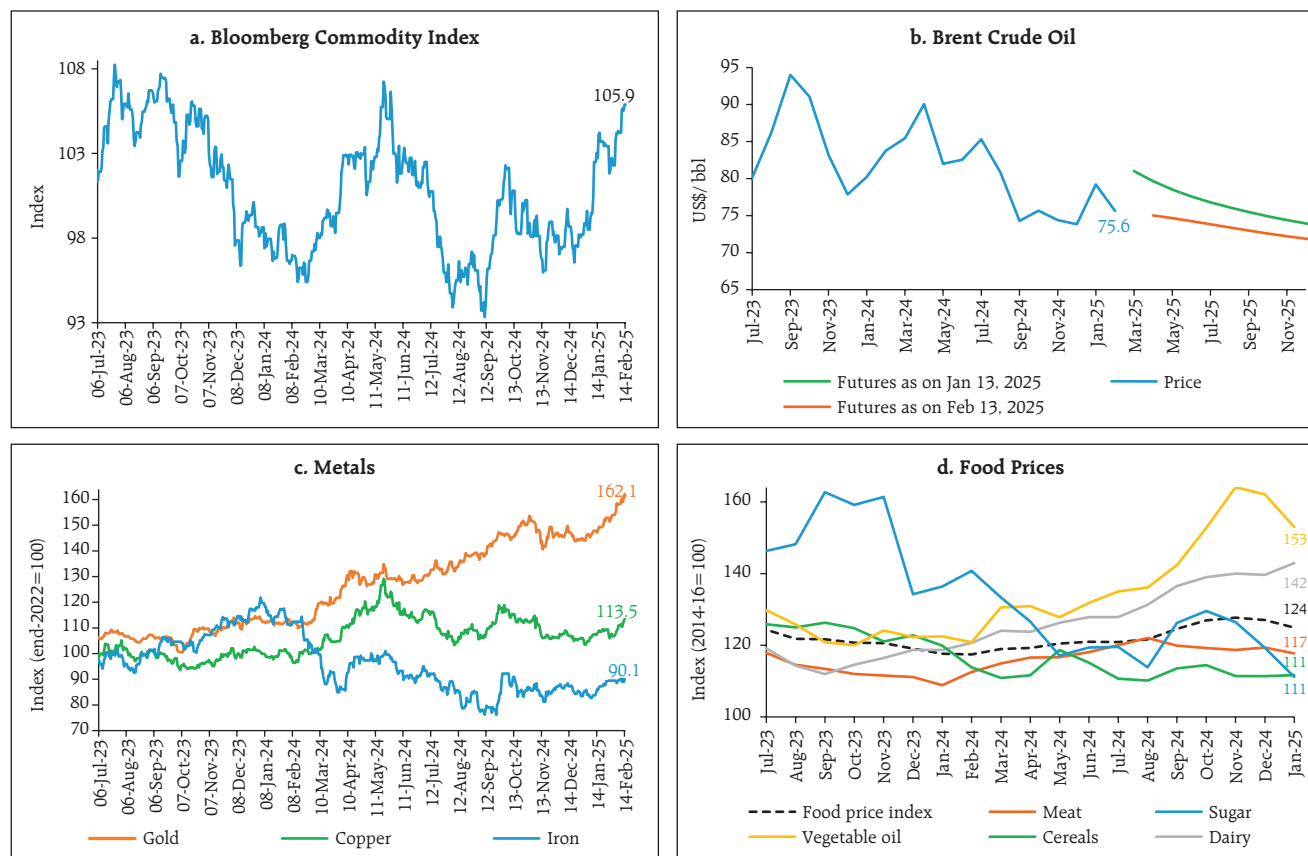 a. Bloomberg Commodity Index
108
103
98
93
Index
105.9
06-Jul-23
06-Aug-23
06-Sep-23
07-Oct-23
07-Nov-23
08-Dec-23
08-Jan-24
08-Feb-24
10-Mar-24
10-Apr-24
11-May-24
11-Jun-24
12-Jul-24
12-Aug-24
12-Sep-24
13-Oct-24
13-Nov-24
14-Dec-24
14-Jan-25
14-Feb-25
b. Brent Crude Oil
95
90
85
80
75
70
65
US$/ bbl
75.6
Jul-23
Sep-23
Nov-23
Jan-24
Mar-24
May-24
Jul-24
Sep-24
Nov-24
Jan-25
Mar-25
May-25
Jul-25
Sep-25
Nov-25
Futures as on Jan 13, 2025
Price
Futures as on Feb 13, 2025
c. Metals
160
150
140
130
120
110
100
90
80
70
Index (end-2022=100)
162.1
113.5
90.1
06-Jul-23
06-Aug-23
06-Sep-23
07-Oct-23
07-Nov-23
08-Dec-23
08-Jan-24
08-Feb-24
10-Mar-24
10-Apr-24
11-May-24
11-Jun-24
12-Jul-24
12-Aug-24
12-Sep-24
13-Oct-24
13-Nov-24
14-Dec-24
14-Jan-25
14-Feb-25
Gold
Copper
Iron
d. Food Prices
160
140
120
100
Index (2014-16=100)
153
142
124
117
111
111
Jul-23
Aug-23
Sep-23
Oct-23
Nov-23
Dec-23
Jan-24
Feb-24
Mar-24
Apr-24
May-24
Jun-24
Jul-24
Aug-24
Sep-24
Oct-24
Nov-24
Dec-24
Jan-25
Food price index
Meat
Sugar
Vegetable oil
Cereals
Dairy